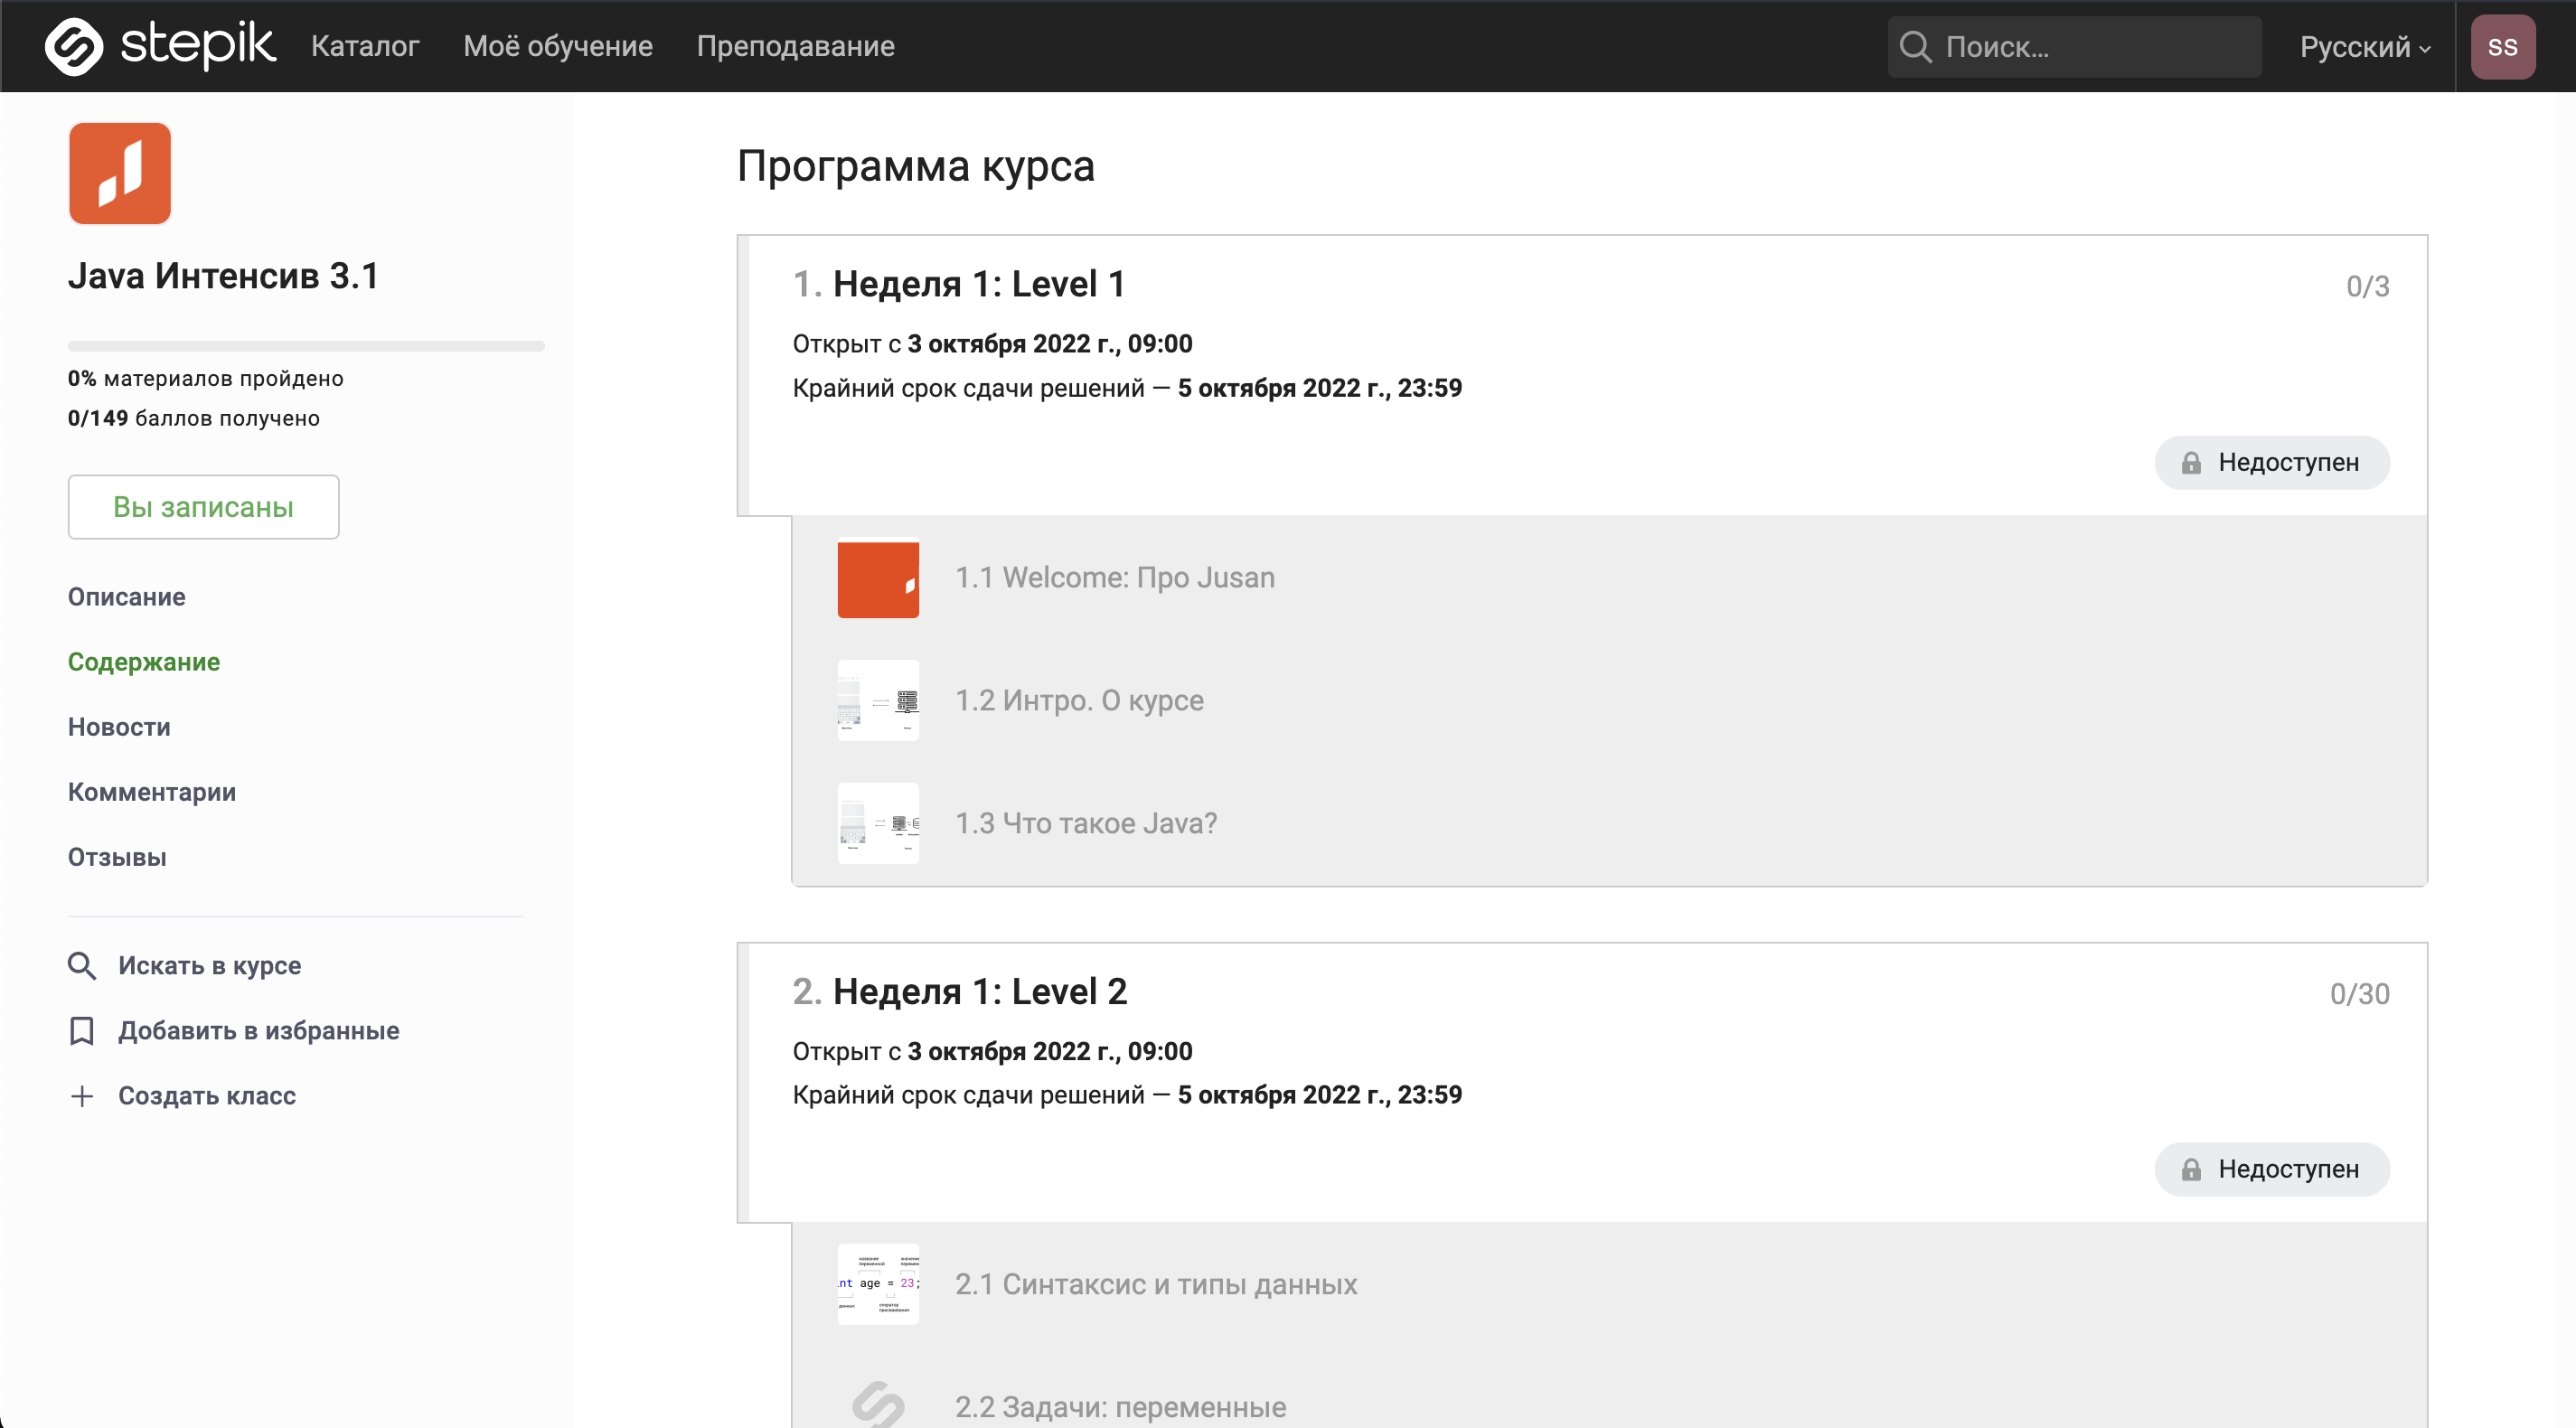 stepik
Каталог
Моё обучение
Преподавание
Поиск...
Русский
SS
Java Интенсив 3.1
0% материалов пройдено
0/149 баллов получено
Вы записаны
Описание
Содержание
Новости
Комментарии
Отзывы
Искать в курсе
Добавить в избранные
Создать класс
Программа курса
1. Неделя 1: Level 1
0/3
Открыт с 3 октября 2022 г., 09:00
Крайний срок сдачи решений — 5 октября 2022 г., 23:59
Недоступен
1.1 Welcome: Про Jusan
1.2 Интро. О курсе
1.3 Что такое Java?
2. Неделя 1: Level 2
0/30
Открыт с 3 октября 2022 г., 09:00
Крайний срок сдачи решений — 5 октября 2022 г., 23:59
Недоступен
nt age = 23;
2.1 Синтаксис и типы данных
2.2 Задачи: переменные